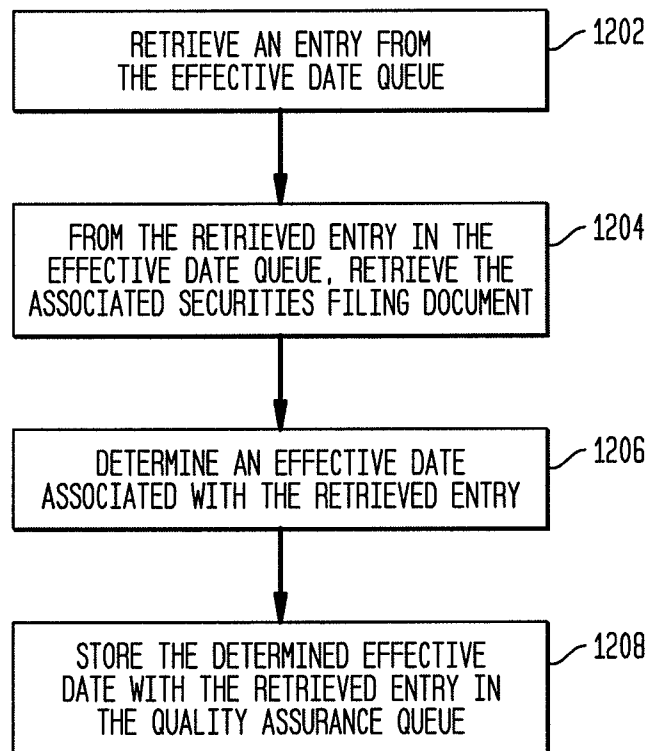 RETRIEVE AN ENTRY FROM
THE EFFECTIVE DATE QUEUE
1202
FROM THE RETRIEVED ENTRY IN THE
EFFECTIVE DATE QUEUE, RETRIEVE THE
ASSOCIATED SECURITIES FILING DOCUMENT
1204
DETERMINE AN EFFECTIVE DATE
ASSOCIATED WITH THE RETRIEVED ENTRY
1206
STORE THE DETERMINED EFFECTIVE
DATE WITH THE RETRIEVED ENTRY IN
THE QUALITY ASSURANCE QUEUE
1208